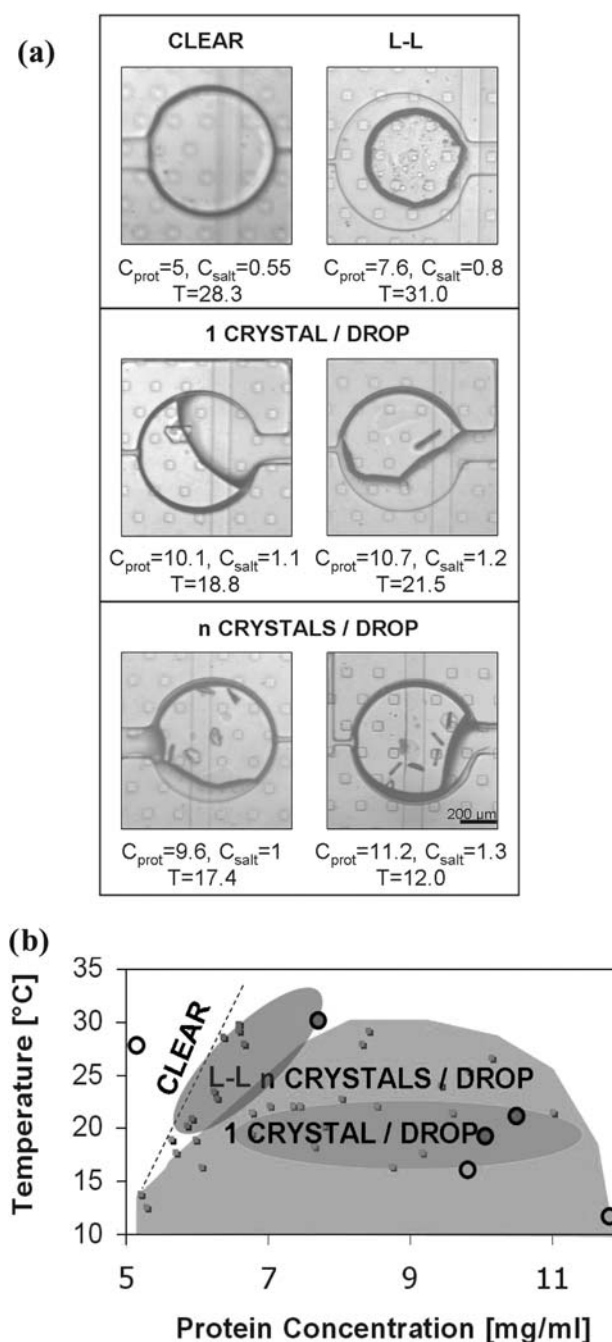 (a)
CLEAR L-L
C_prot=5, C_salt=0.55 C_prot=7.6, C_salt=0.8
T=28.3 T=31.0
1 CRYSTAL / DROP
C_prot=10.1, C_salt=1.1 C_prot=10.7, C_salt=1.2
T=18.8 T=21.5
n CRYSTALS / DROP
200 µm
C_prot=9.6, C_salt=1 C_prot=11.2, C_salt=1.3
T=17.4 T=12.0
(b)
Temperature [°C]
35
30
25
20
15
10
CLEAR
L-L n CRYSTALS / DROP
1 CRYSTAL / DROP
5 7 9 11
Protein Concentration [mg/ml]